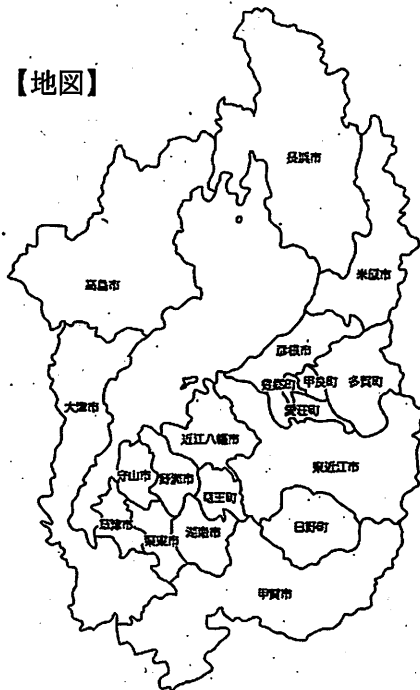 【地図】
長浜市
米原市
高島市
彦根市
豊郷町
甲良町
多賀町
愛荘町
大津市
近江八幡市
東近江市
守山市
野洲市
竜王町
日野町
草津市
栗東市
湖南市
甲賀市